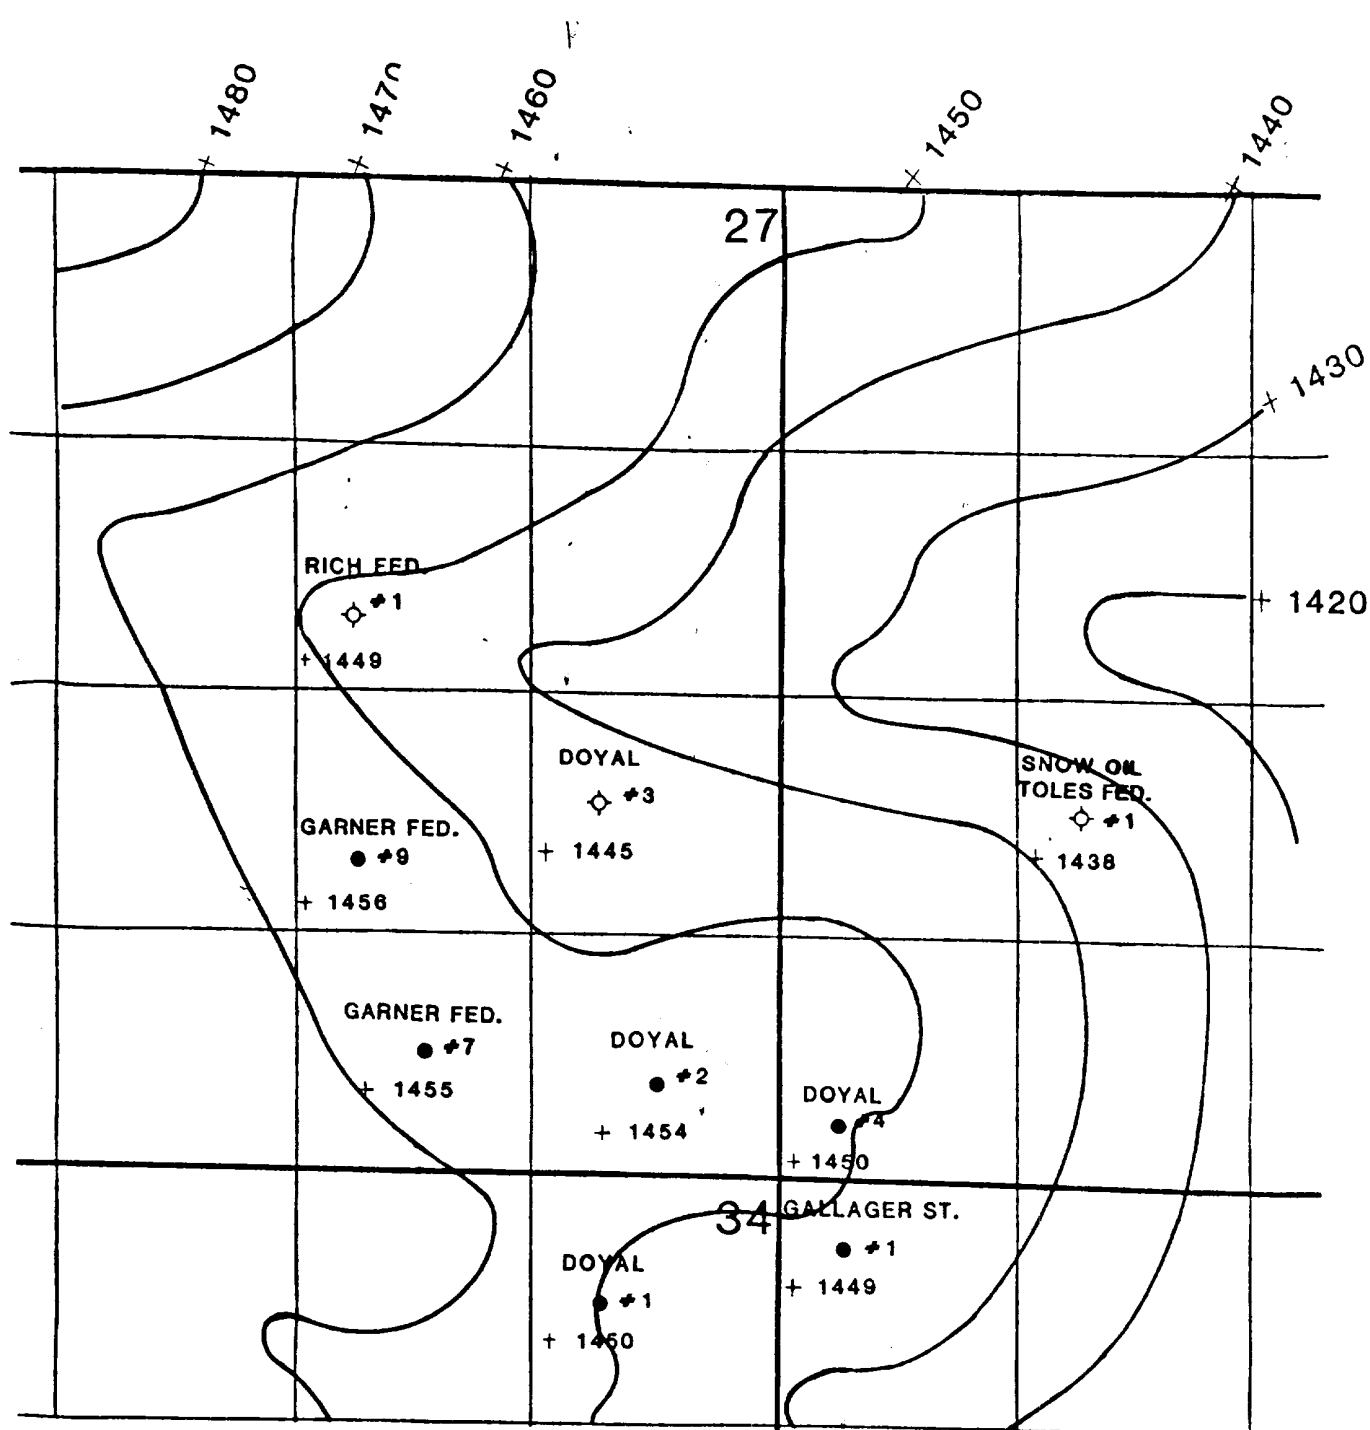 1480
+1470
+1460
1450
1440
27
+1430
RICH FED.
#1
+1449
+1420
DOYAL
#3
+1445
SNOW OIL
TOLES FED.
#1
+1438
GARNER FED.
#9
+1456
GARNER FED.
#7
+1455
DOYAL
#2
+1454
DOYAL
#4
+1450
34
GALLAGER ST.
#1
+1449
DOYAL
#1
+1450